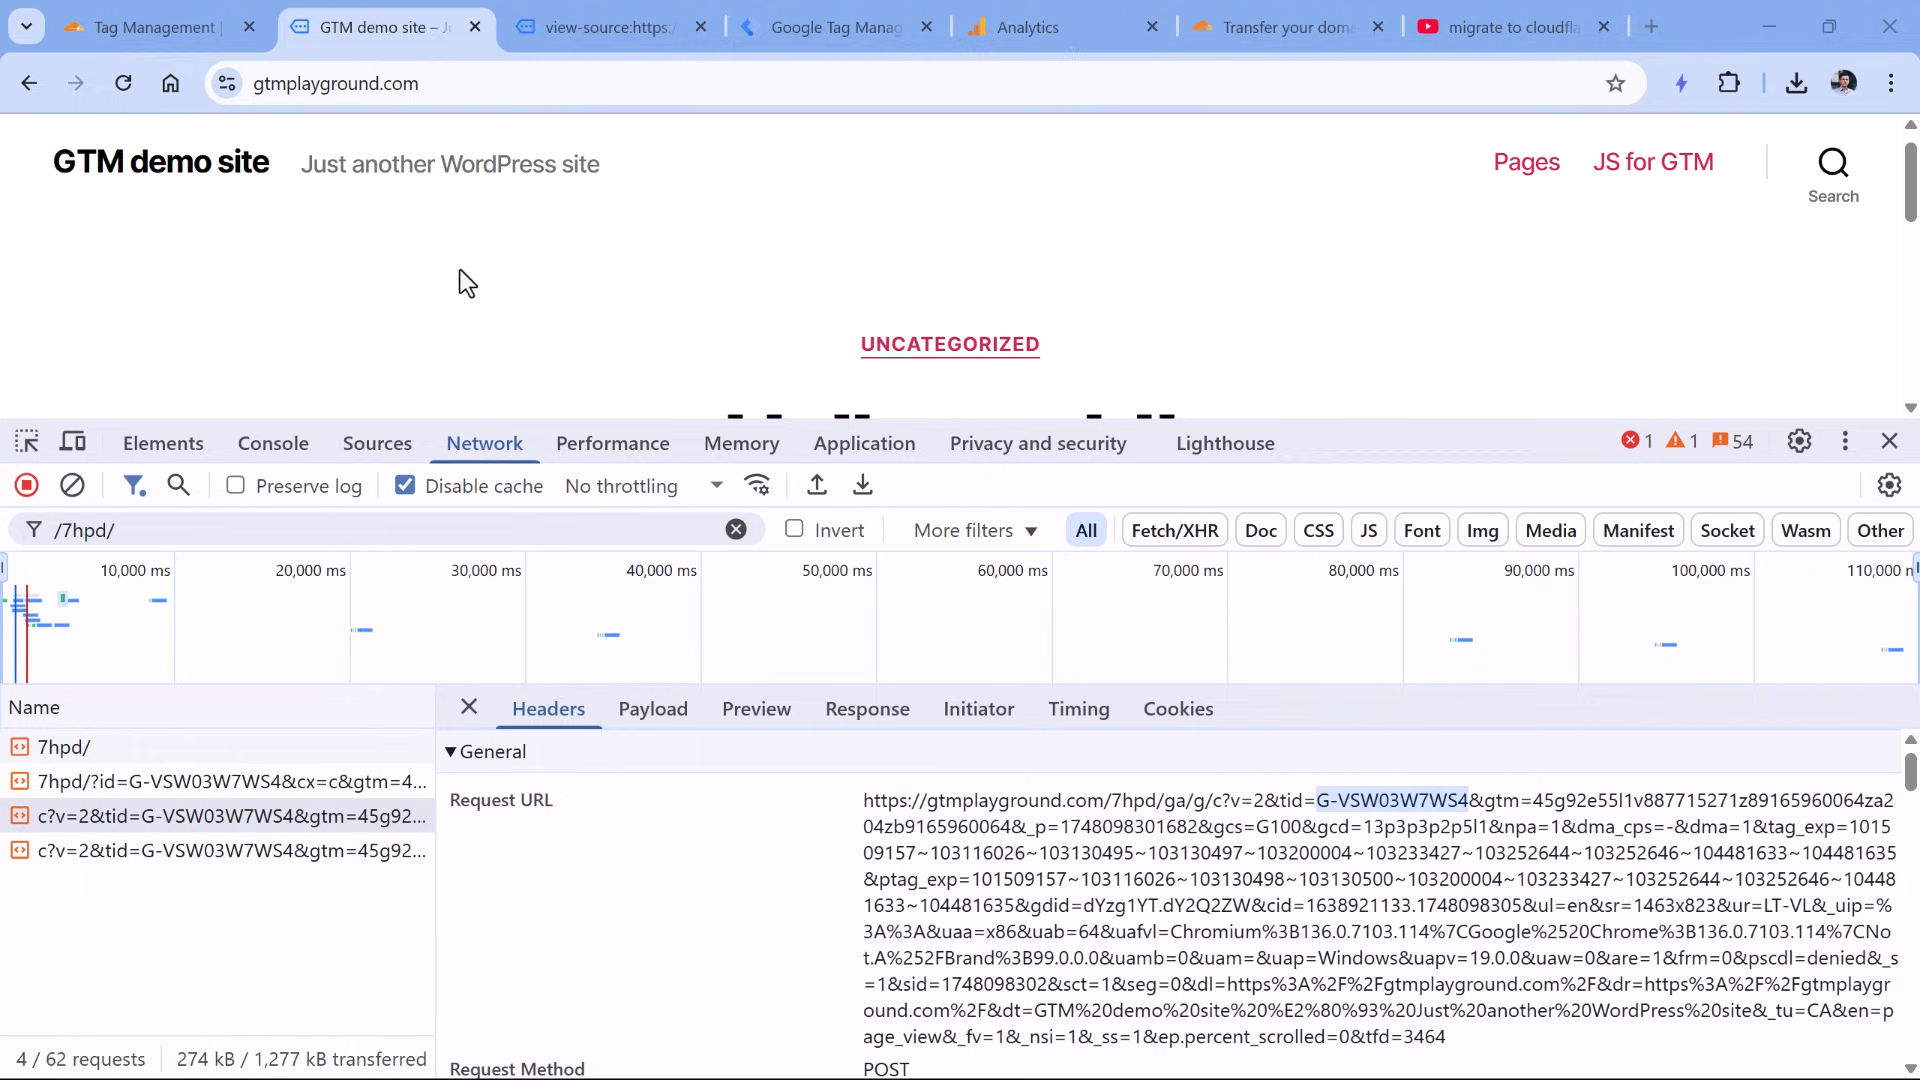 Tag Management |
GTM demo site – J
view-source:https:/
Google Tag Manag
Analytics
Transfer your doma
migrate to cloudfla
gtmplayground.com
GTM demo site
Just another WordPress site
Pages
JS for GTM
Search
UNCATEGORIZED
Elements
Console
Sources
Network
Performance
Memory
Application
Privacy and security
Lighthouse
1
1
54
Preserve log
Disable cache
No throttling
/7hpd/
Invert
More filters
All
Fetch/XHR
Doc
CSS
JS
Font
Img
Media
Manifest
Socket
Wasm
Other
10,000 ms
20,000 ms
30,000 ms
40,000 ms
50,000 ms
60,000 ms
70,000 ms
80,000 ms
90,000 ms
100,000 ms
110,000 m
Name
Headers
Payload
Preview
Response
Initiator
Timing
Cookies
7hpd/
7hpd/?id=G-VSW03W7WS4&cx=c&gtm=4...
c?v=2&tid=G-VSW03W7WS4&gtm=45g92...
c?v=2&tid=G-VSW03W7WS4&gtm=45g92...
General
Request URL
https://gtmplayground.com/7hpd/ga/g/c?v=2&tid=G-VSW03W7WS4&gtm=45g92e55l1v887715271z89165960064za2
04zb9165960064&_p=1748098301682&gcs=G100&gcd=13p3p3p2p5l1&npa=1&dma_cps=-&dma=1&tag_exp=1015
09157~103116026~103130495~103130497~103200004~103233427~103252644~103252646~104481633~104481635
&ptag_exp=101509157~103116026~103130498~103130500~103200004~103233427~103252644~103252646~10448
1633~104481635&gdid=dYzg1YT.dY2Q2ZW&cid=1638921133.1748098305&ul=en&sr=1463x823&ur=LT-VL&_uip=%
3A%3A&uaa=x86&uab=64&uafvl=Chromium%3B136.0.7103.114%7CGoogle%2520Chrome%3B136.0.7103.114%7CNo
t.A%252FBrand%3B99.0.0.0&uamb=0&uam=&uap=Windows&uapv=19.0.0&uaw=0&are=1&frm=0&pscdl=denied&_s
=1&sid=1748098302&sct=1&seg=0&dl=https%3A%2F%2Fgtmplayground.com%2F&dr=https%3A%2F%2Fgtmplaygr
ound.com%2F&dt=GTM%20demo%20site%20%E2%80%93%20Just%20another%20WordPress%20site&_tu=CA&en=p
age_view&_fv=1&_nsi=1&_ss=1&ep.percent_scrolled=0&tfd=3464
Request Method
POST
4 / 62 requests
274 kB / 1,277 kB transferred